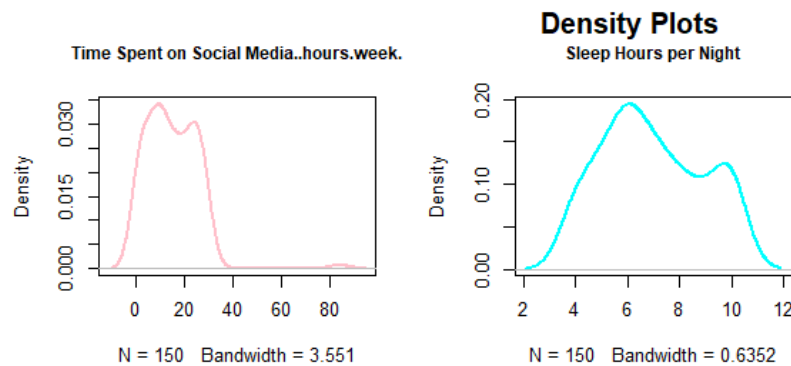 Density Plots
Time Spent on Social Media..hours.week.
Density
0.000 0.015 0.030
0 20 40 60 80
N = 150 Bandwidth = 3.551
Sleep Hours per Night
Density
0.00 0.10 0.20
2 4 6 8 10 12
N = 150 Bandwidth = 0.6352